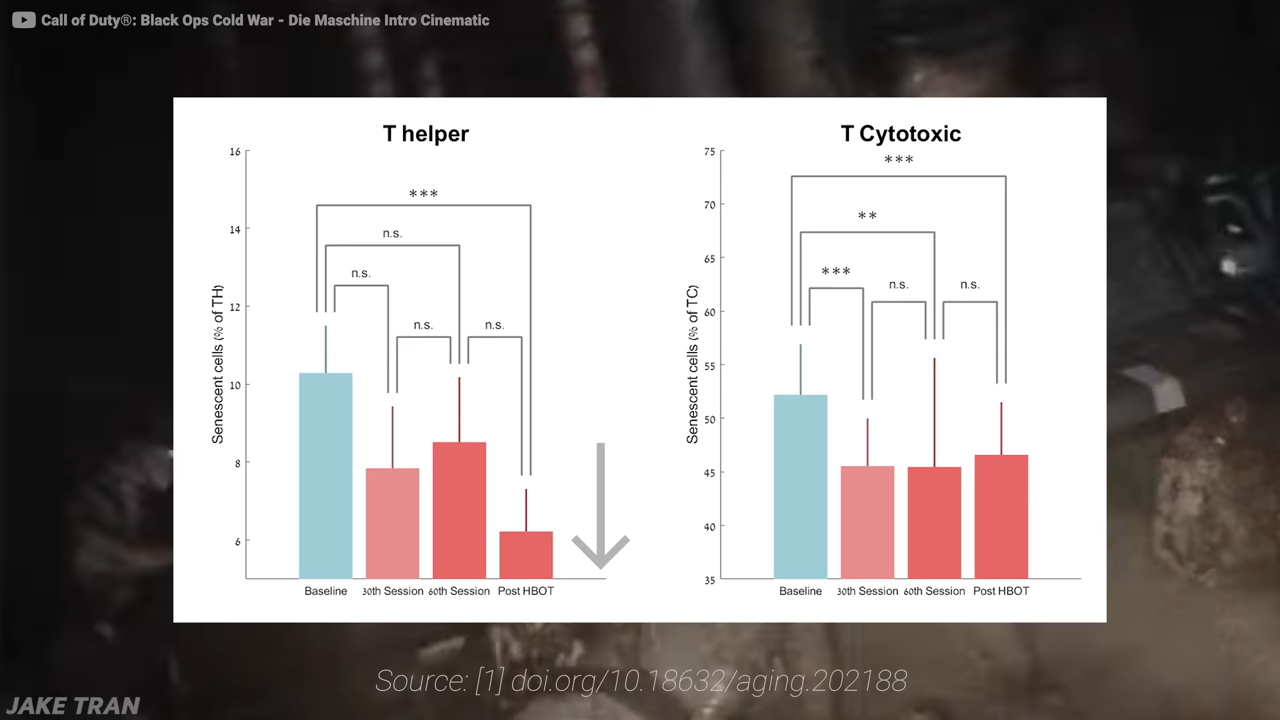 Call of Duty®: Black Ops Cold War - Die Maschine Intro Cinematic
T helper
T Cytotoxic
Senescent cells (% of TH)
16
14
12
10
8
6
***
n.s.
n.s.
n.s.
n.s.
Baseline
30th Session
60th Session
Post HBOT
Senescent cells (% of TC)
75
70
65
60
55
50
45
40
35
***
**
***
n.s.
n.s.
Baseline
30th Session
60th Session
Post HBOT
Source: [1] doi.org/10.18632/aging.202188
JAKE TRAN